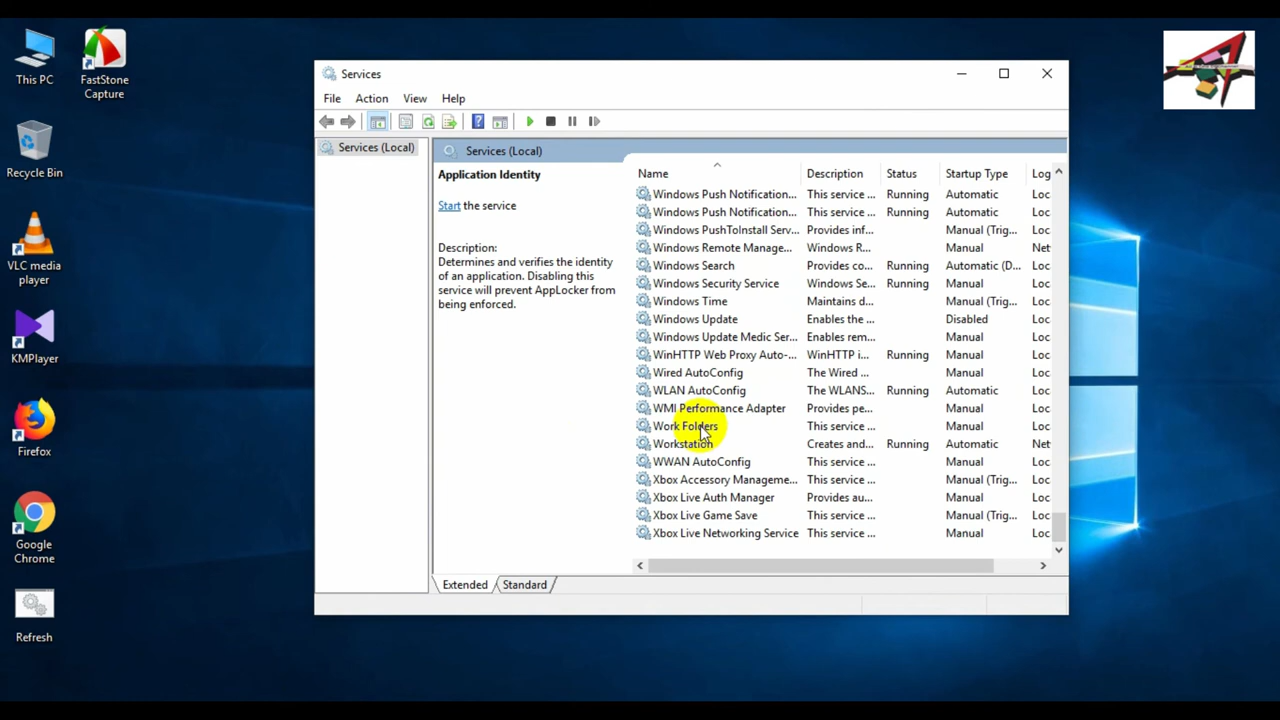 This PC
FastStone
Capture
Recycle Bin
VLC media
player
KMPlayer
Firefox
Google
Chrome
Refresh
Services
File Action View Help
Services (Local)
Services (Local)
Application Identity
Start the service
Description:
Determines and verifies the identity
of an application. Disabling this
service will prevent AppLocker from
being enforced.
Name Description Status Startup Type Log
Windows Push Notification... This service ... Running Automatic Loc
Windows Push Notification... This service ... Running Automatic Loc
Windows PushToInstall Serv... Provides inf... Manual (Trig... Loc
Windows Remote Manage... Windows R... Manual Net
Windows Search Provides co... Running Automatic (D... Loc
Windows Security Service Windows Se... Running Manual Loc
Windows Time Maintains d... Manual (Trig... Loc
Windows Update Enables the ... Disabled Loc
Windows Update Medic Ser... Enables rem... Manual Loc
WinHTTP Web Proxy Auto-... WinHTTP i... Running Manual Loc
Wired AutoConfig The Wired ... Manual Loc
WLAN AutoConfig The WLANS... Running Automatic Loc
WMI Performance Adapter Provides pe... Manual Loc
Work Folders This service ... Manual Loc
Workstation Creates and... Running Automatic Net
WWAN AutoConfig This service ... Manual Loc
Xbox Accessory Manageme... This service ... Manual (Trig... Loc
Xbox Live Auth Manager Provides au... Manual Loc
Xbox Live Game Save This service ... Manual (Trig... Loc
Xbox Live Networking Service This service ... Manual Loc
Extended Standard